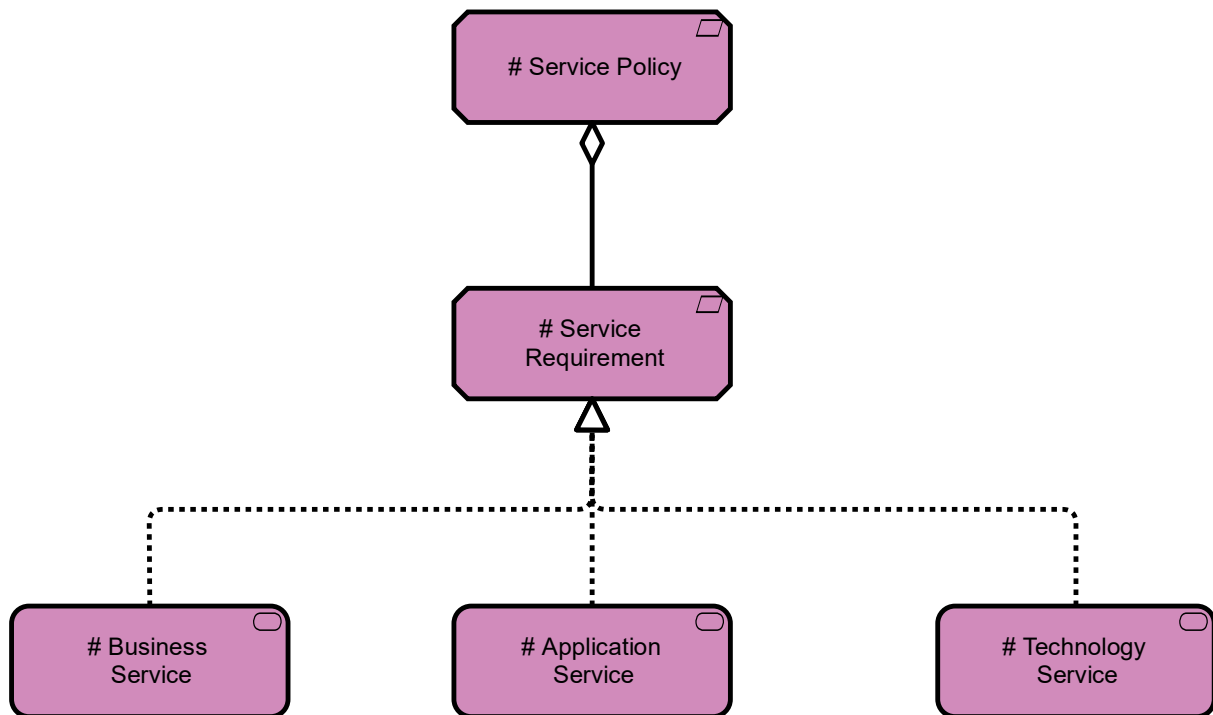 # Service Policy
# Service
Requirement
# Business
Service
# Application
Service
# Technology
Service